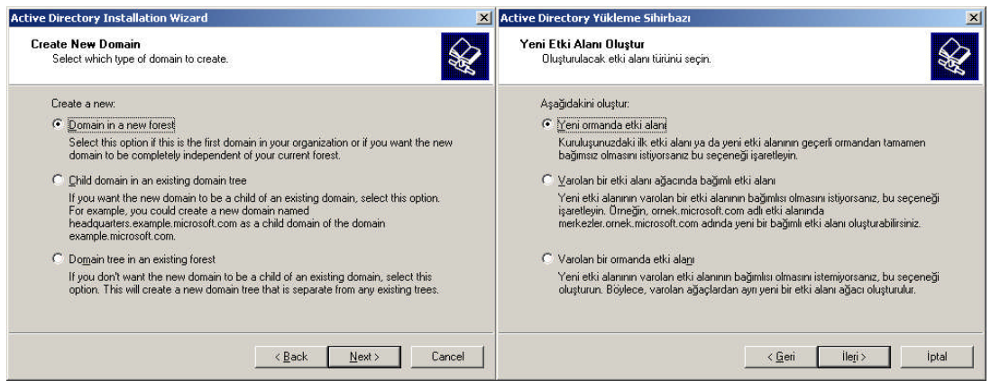 Active Directory Installation Wizard
Create New Domain
Select which type of domain to create.
Create a new:
Domain in a new forest
Select this option if this is the first domain in your organization or if you want the new
domain to be completely independent of your current forest.
Child domain in an existing domain tree
If you want the new domain to be a child of an existing domain, select this option.
For example, you could create a new domain named
headquarters.example.microsoft.com as a child domain of the domain
example.microsoft.com.
Domain tree in an existing forest
If you don't want the new domain to be a child of an existing domain, select this
option. This will create a new domain tree that is separate from any existing trees.
< Back Next > Cancel
Active Directory Yükleme Sihirbazı
Yeni Etki Alanı Oluştur
Oluşturulacak etki alanı türünü seçin.
Aşağıdakini oluştur:
Yeni ormanda etki alanı
Kuruluşunuzdaki ilk etki alanı ya da yeni etki alanının geçerli ormandan tamamen
bağımsız olmasını istiyorsanız bu seçeneği işaretleyin.
Varolan bir etki alanı ağacında bağımlı etki alanı
Yeni etki alanının varolan bir etki alanının bağımlısı olmasını istiyorsanız, bu seçeneği
işaretleyin. Örneğin, ornek.microsoft.com adlı etki alanında
merkezler.ornek.microsoft.com adında yeni bir bağımlı etki alanı oluşturabilirsiniz.
Varolan bir ormanda etki alanı
Yeni etki alanının varolan etki alanının bağımlısı olmasını istemiyorsanız, bu seçeneği
oluşturun. Böylece, varolan ağaçlardan ayrı yeni bir etki alanı ağacı oluşturulur.
< Geri İleri > İptal